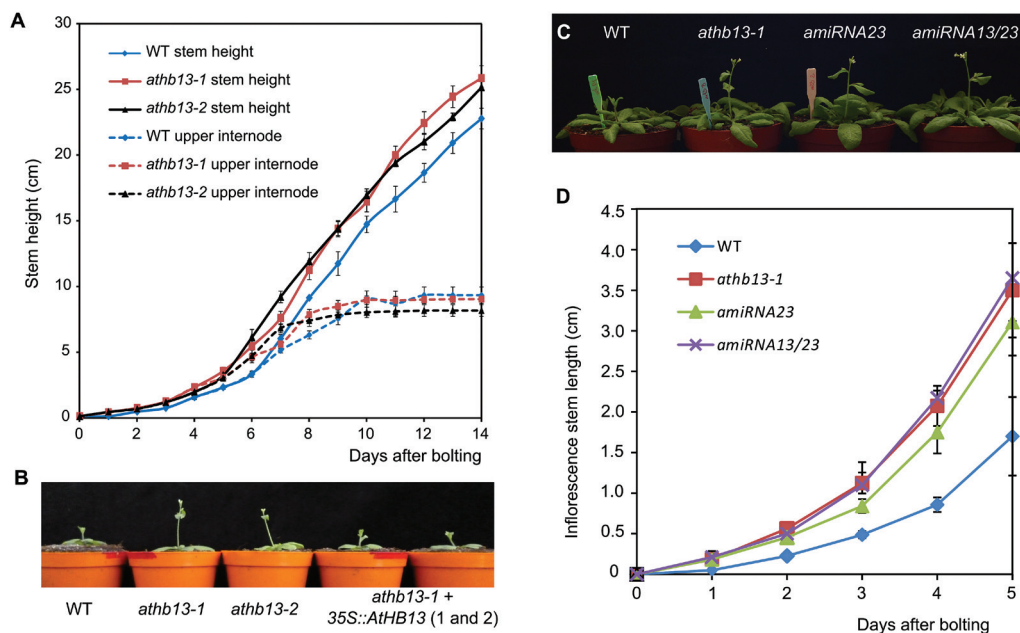 A
Stem height (cm)
30
25
20
15
10
5
0
WT stem height
athb13-1 stem height
athb13-2 stem height
WT upper internode
athb13-1 upper internode
athb13-2 upper internode
0 2 4 6 8 10 12 14
Days after bolting
B
WT
athb13-1
athb13-2
athb13-1 +
35S::AtHB13 (1 and 2)
C
WT
athb13-1
amiRNA23
amiRNA13/23
D
Inflorescence stem length (cm)
4.5
4.0
3.5
3.0
2.5
2.0
1.5
1.0
0.5
0
WT
athb13-1
amiRNA23
amiRNA13/23
0 1 2 3 4 5
Days after bolting